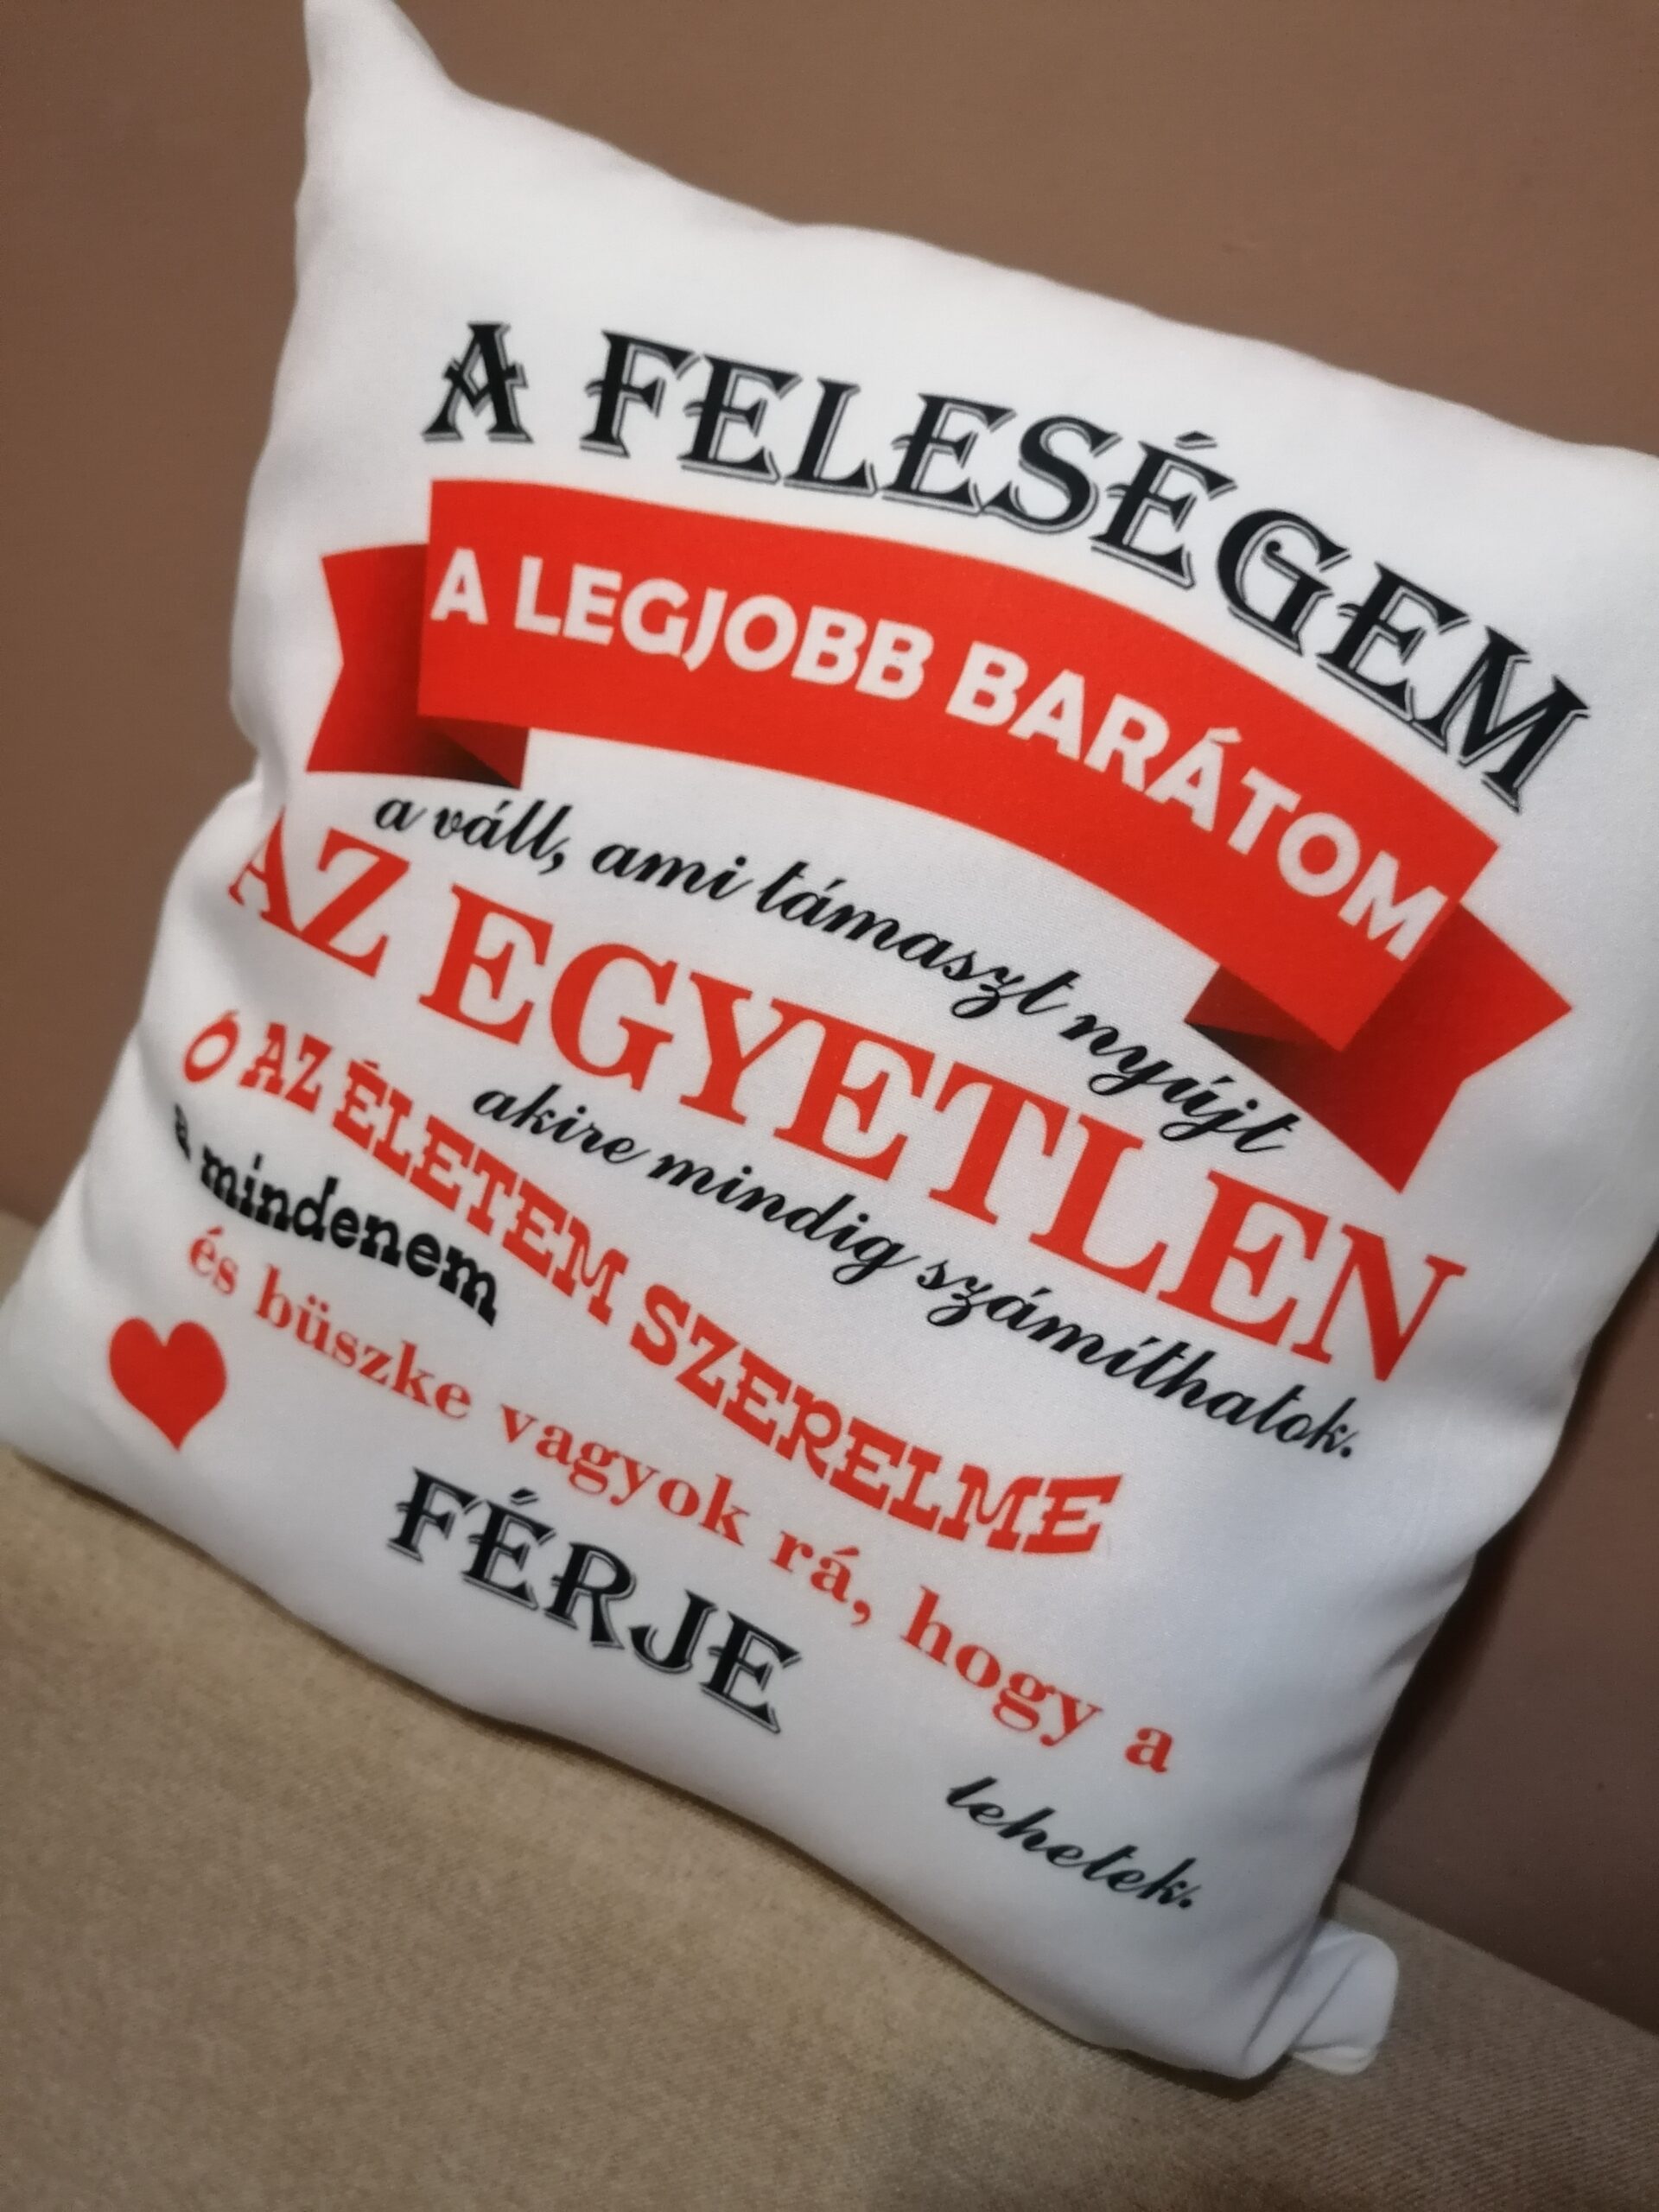 A FELESÉGEM
A LEGJOBB BARÁTOM
a váll, ami támaszt nyújt
AZ EGYETLEN
akire mindig számíthatok.
Ő AZ ÉLETEM SZERELME
a mindenem
és büszke vagyok rá, hogy a
FÉRJE
lehetek.